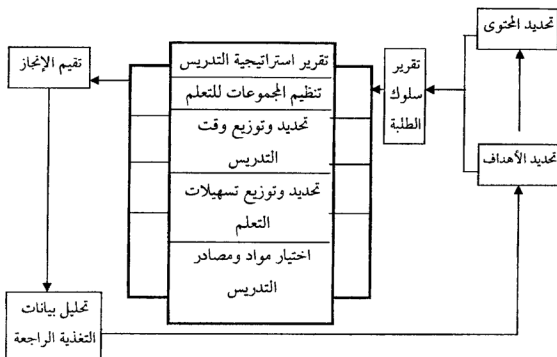 تحديد المحتوى
تحديد الأهداف
تقرير
سلوك
الطلبة
تقرير استراتيجية التدريس
تنظيم المجموعات للتعلم
تحديد وتوزيع وقت
التدريس
تحديد وتوزيع تسهيلات
التعلم
اختيار مواد ومصادر
التدريس
تقيم الإنجاز
تحليل بيانات
التغذية الراجعة